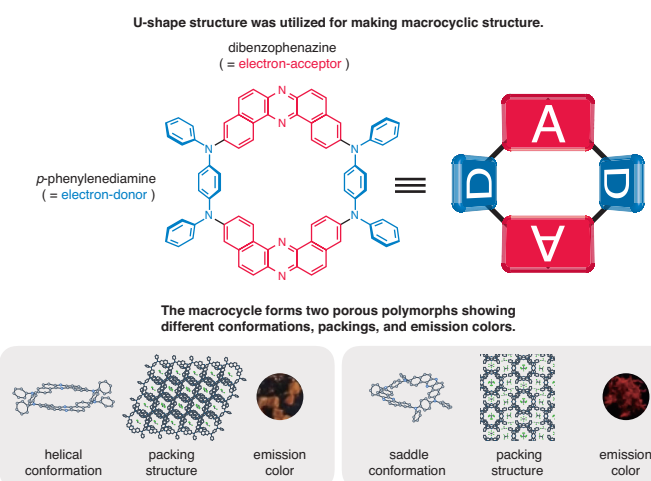 U-shape structure was utilized for making macrocyclic structure.
dibenzophenazine
( = electron-acceptor )
N
N
N
N
p-phenylenediamine
( = electron-donor )
N
N
N
N
A
D
D
A
The macrocycle forms two porous polymorphs showing
different conformations, packings, and emission colors.
helical
conformation
packing
structure
emission
color
saddle
conformation
packing
structure
emission
color